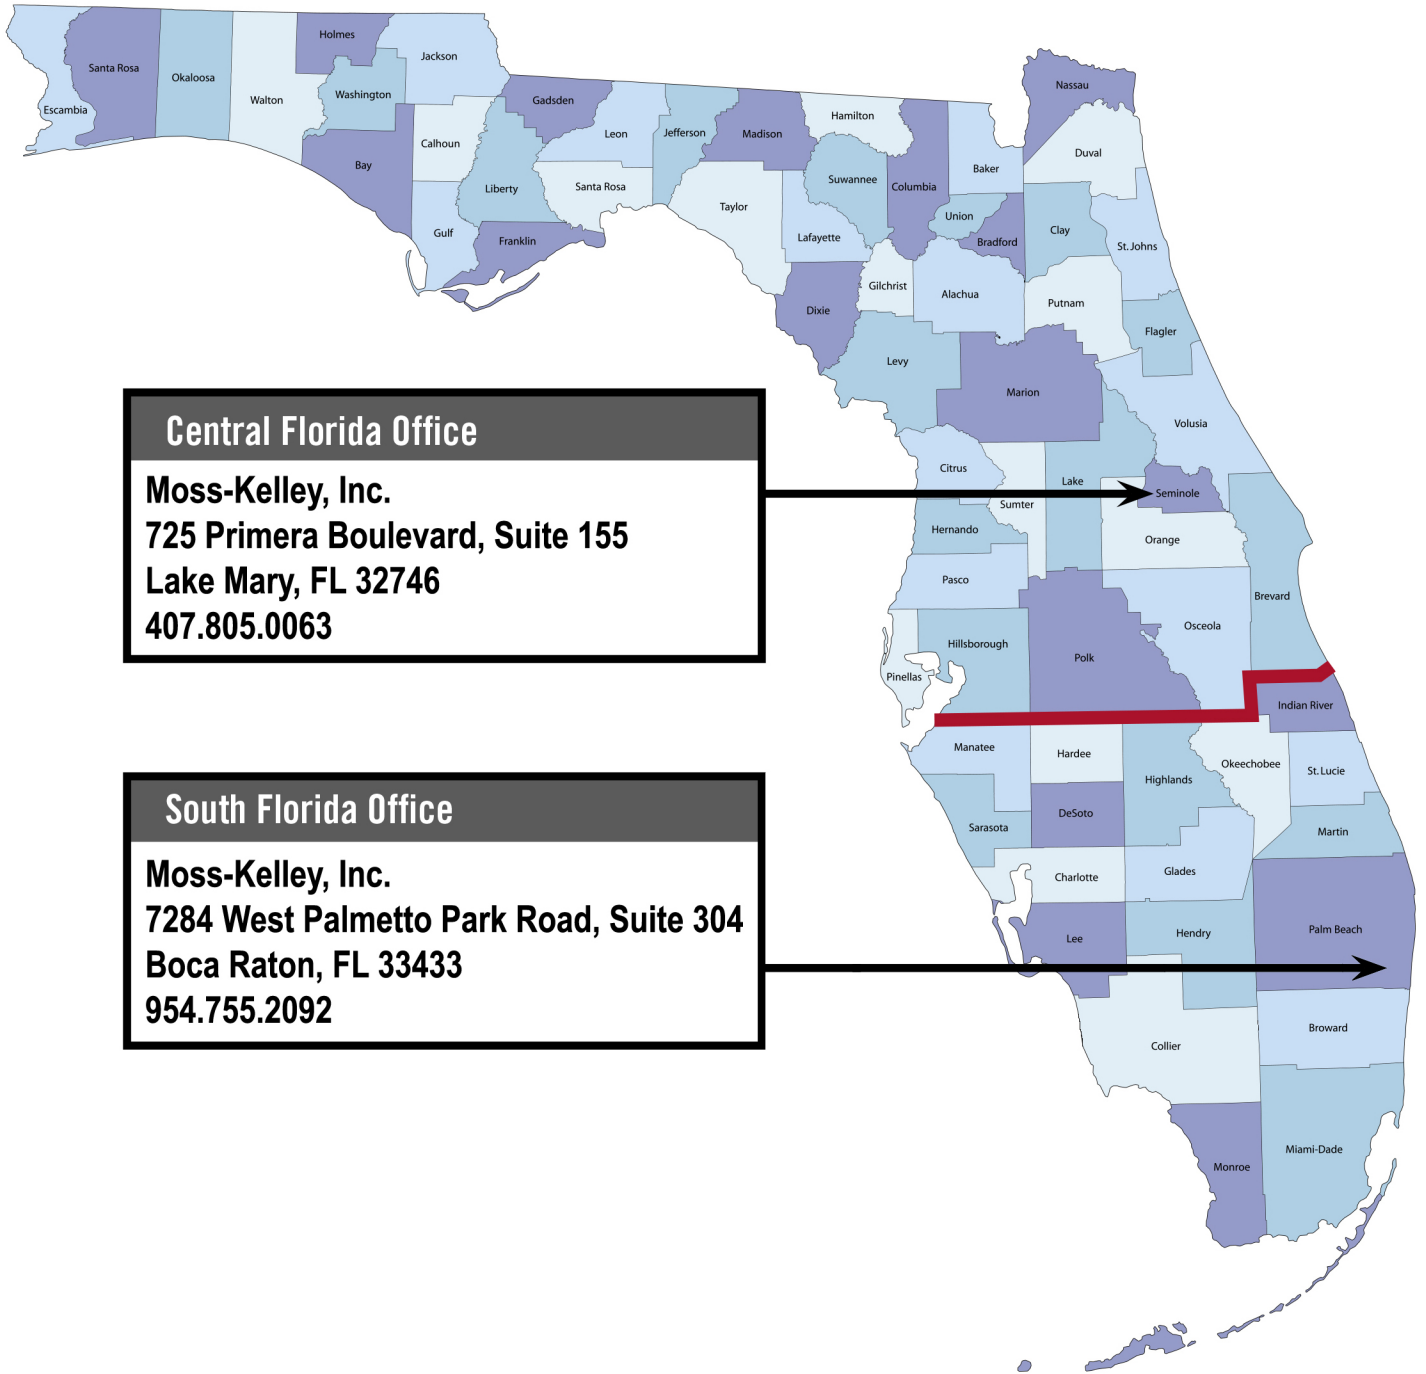 Holmes
Jackson
Santa Rosa
Okaloosa
Walton
Washington
Escambia
Gadsden
Nassau
Leon
Jefferson
Madison
Hamilton
Calhoun
Duval
Bay
Baker
Liberty
Santa Rosa
Suwannee
Columbia
Taylor
Union
Gulf
Franklin
Lafayette
Bradford
Clay
St. Johns
Gilchrist
Alachua
Putnam
Dixie
Flagler
Levy
Marion
Volusia
Central Florida Office
Moss-Kelley, Inc.
725 Primera Boulevard, Suite 155
Lake Mary, FL 32746
407.805.0063
Citrus
Lake
Seminole
Sumter
Hernando
Orange
Pasco
Brevard
Osceola
Hillsborough
Polk
Pinellas
Indian River
Manatee
Hardee
Okeechobee
St. Lucie
Highlands
South Florida Office
Moss-Kelley, Inc.
7284 West Palmetto Park Road, Suite 304
Boca Raton, FL 33433
954.755.2092
DeSoto
Sarasota
Martin
Charlotte
Glades
Lee
Hendry
Palm Beach
Broward
Collier
Miami-Dade
Monroe